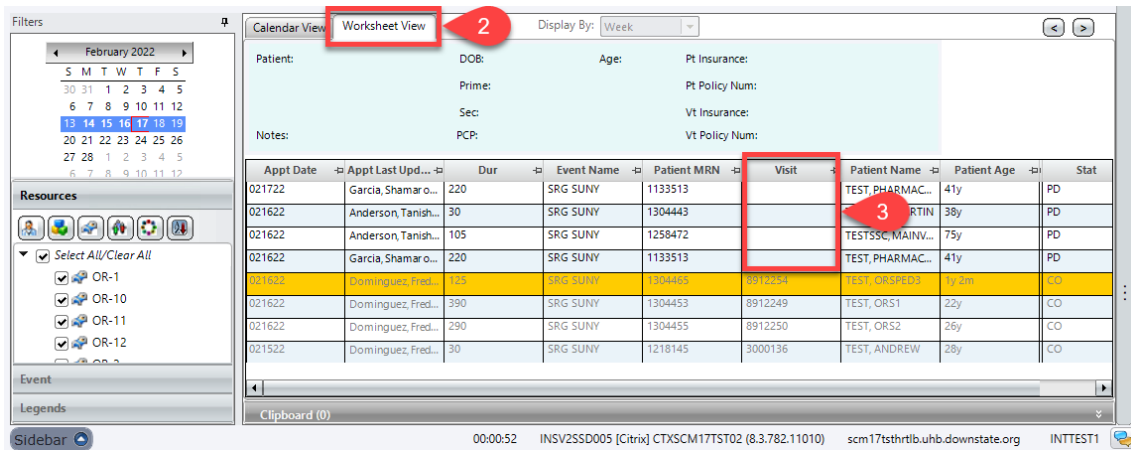 Filters
Calendar View Worksheet View 2 Display By: Week < >
February 2022
S M T W T F S
30 31 1 2 3 4 5
6 7 8 9 10 11 12
13 14 15 16 17 18 19
20 21 22 23 24 25 26
27 28 1 2 3 4 5
6 7 8 9 10 11 12
Patient: DOB: Age: Pt Insurance:
Prime: Pt Policy Num:
Sec: Vt Insurance:
Notes: PCP: Vt Policy Num:
Resources
Select All/Clear All
OR-1
OR-10
OR-11
OR-12
Event
Legends
Appt Date Appt Last Upd... Dur Event Name Patient MRN Visit Patient Name Patient Age Stat
021722 Garcia, Shamar o... 220 SRG SUNY 1133513 TEST, PHARMAC... 41y PD
021622 Anderson, Tanish... 30 SRG SUNY 1304443 3 38y PD
021622 Anderson, Tanish... 105 SRG SUNY 1258472 TESTSSC, MAINV... 75y PD
021622 Garcia, Shamar o... 220 SRG SUNY 1133513 TEST, PHARMAC... 41y PD
021622 Dominguez, Fred... 125 SRG SUNY 1304465 8912254 TEST, ORSPED3 1y 2m CO
021622 Dominguez, Fred... 390 SRG SUNY 1304453 8912249 TEST, ORS1 22y CO
021622 Dominguez, Fred... 290 SRG SUNY 1304455 8912250 TEST, ORS2 26y CO
021522 Dominguez, Fred... 30 SRG SUNY 1218145 3000136 TEST, ANDREW 28y CO
Clipboard (0)
Sidebar 00:00:52 INSV2SSD005 [Citrix] CTXSCM17TST02 (8.3.782.11010) scm17tsthrtlb.uhb.downstate.org INTTEST1